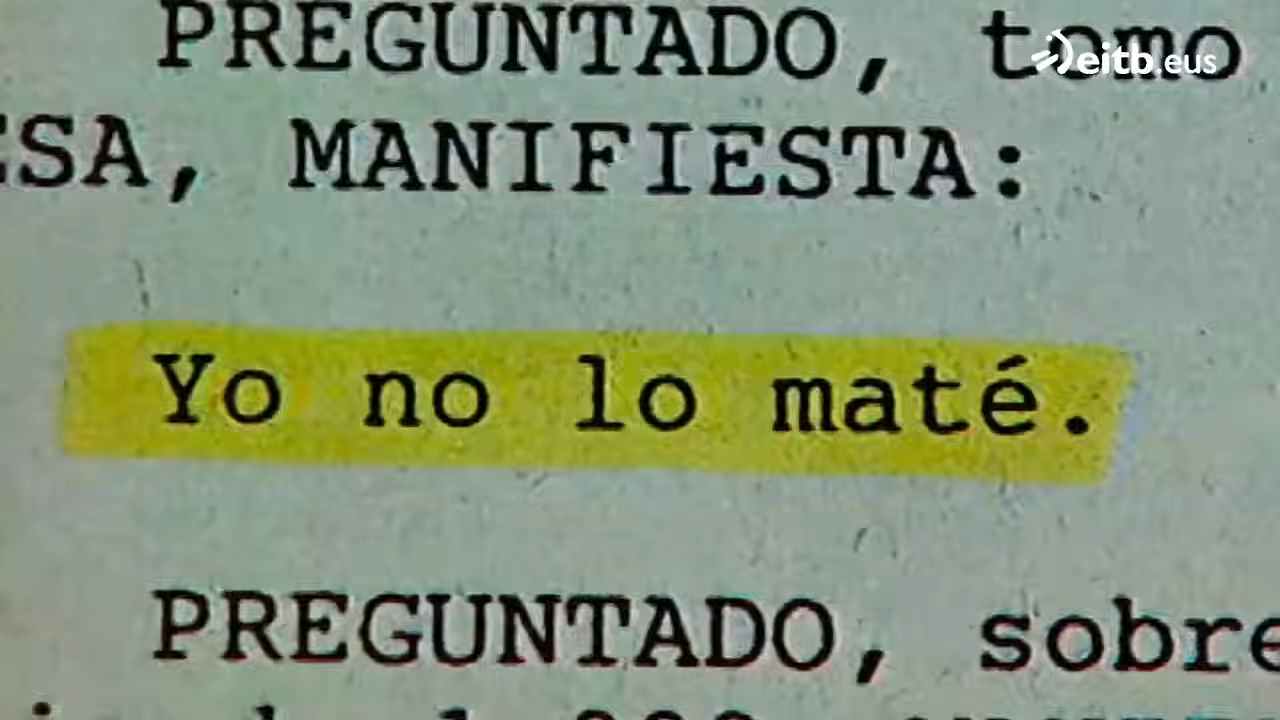 PREGUNTADO, tomo
eitb.eus
ESA, MANIFIESTA:
Yo no lo maté.
PREGUNTADO, sobre